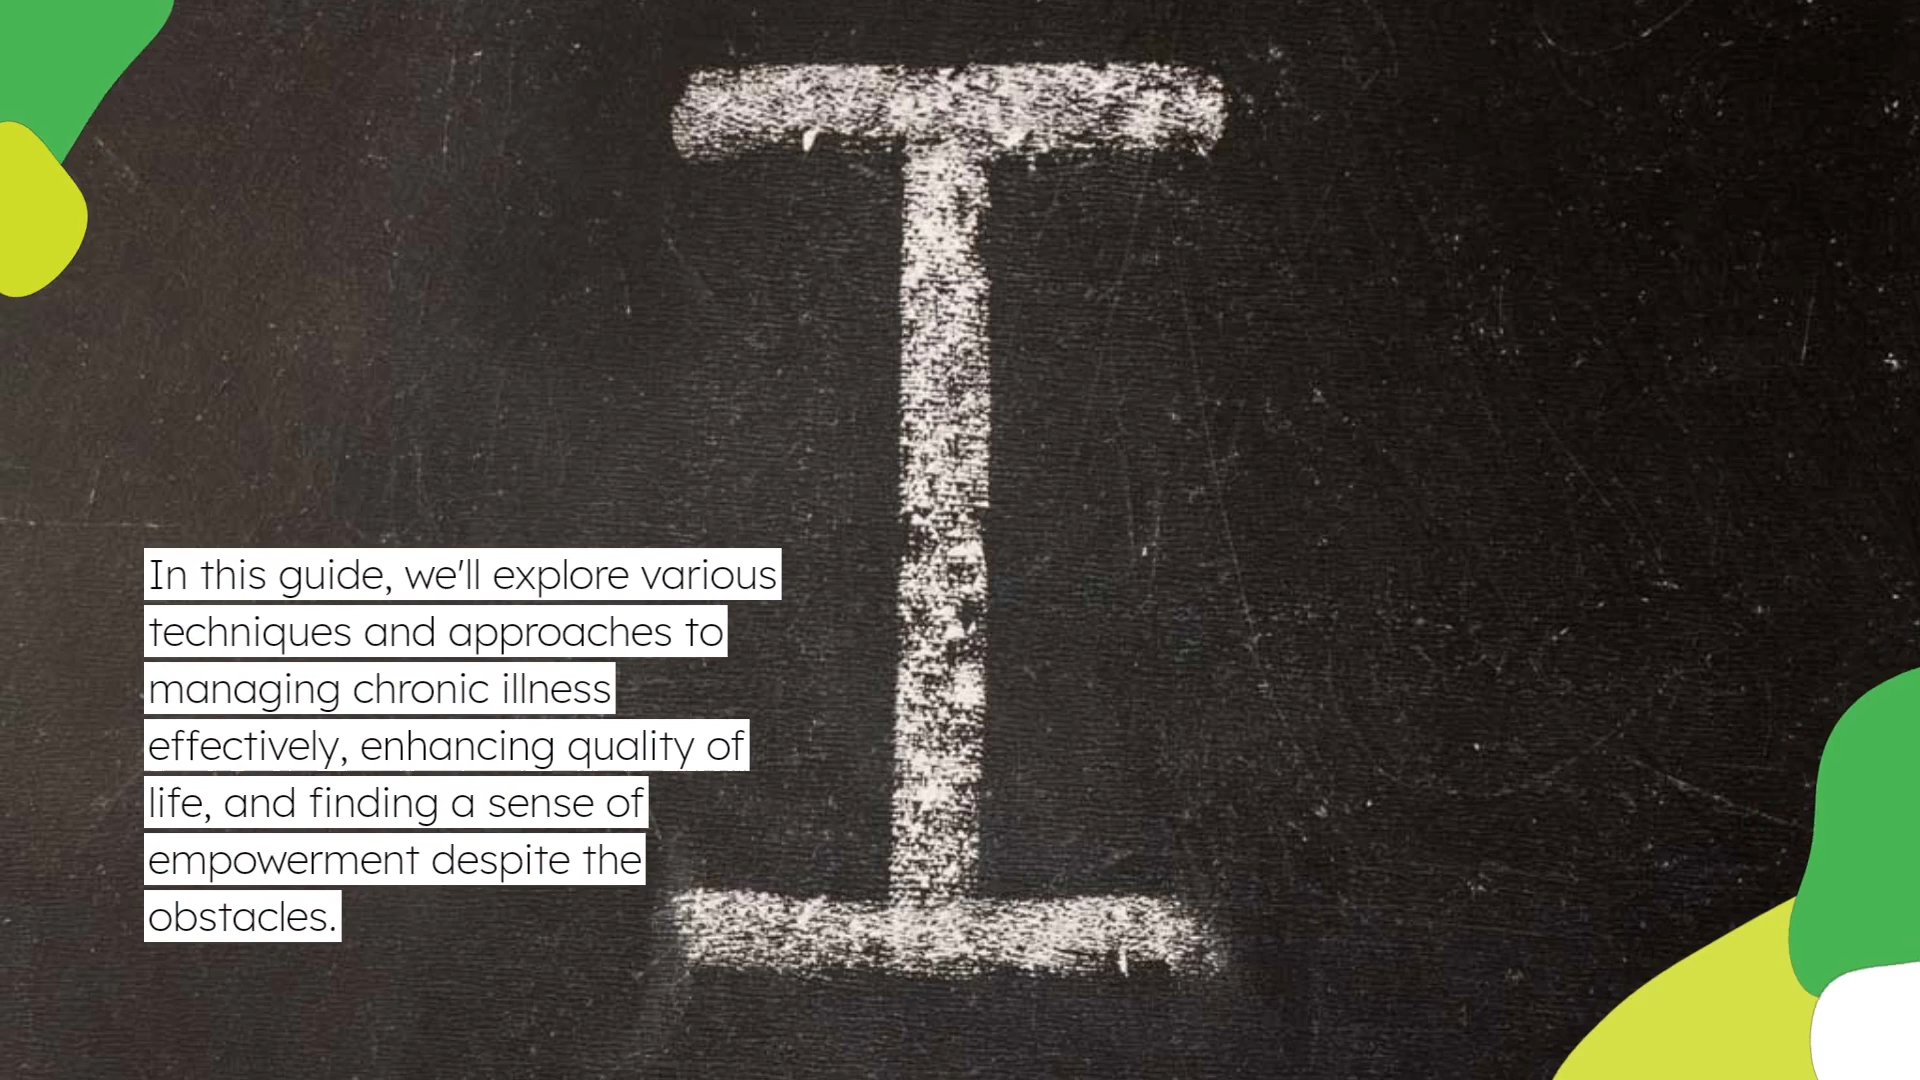 I
In this guide, we'll explore various
techniques and approaches to
managing chronic illness
effectively, enhancing quality of
life, and finding a sense of
empowerment despite the
obstacles.